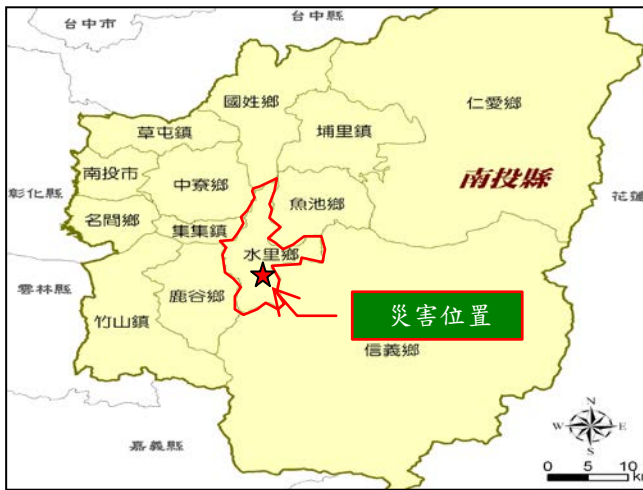 台中市
台中縣
國姓鄉
仁愛鄉
草屯鎮
埔里鎮
南投市
中寮鄉
南投縣
彰化縣
魚池鄉
花蓮
名間鄉
集集鎮
水里鄉
雲林縣
鹿谷鄉
竹山鎮
災害位置
信義鄉
嘉義縣
N
W
E
S
0 5 10